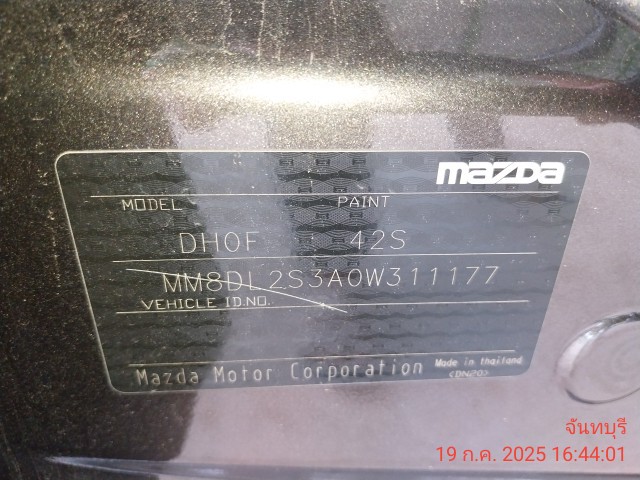 mazda
MODEL PAINT
DH0F 42S
MM8DL2S3A0W311177
VEHICLE ID.NO.
Mazda Motor Corporation Made in thailand
<DN20>
จันทบุรี
19 ก.ค. 2025 16:44:01